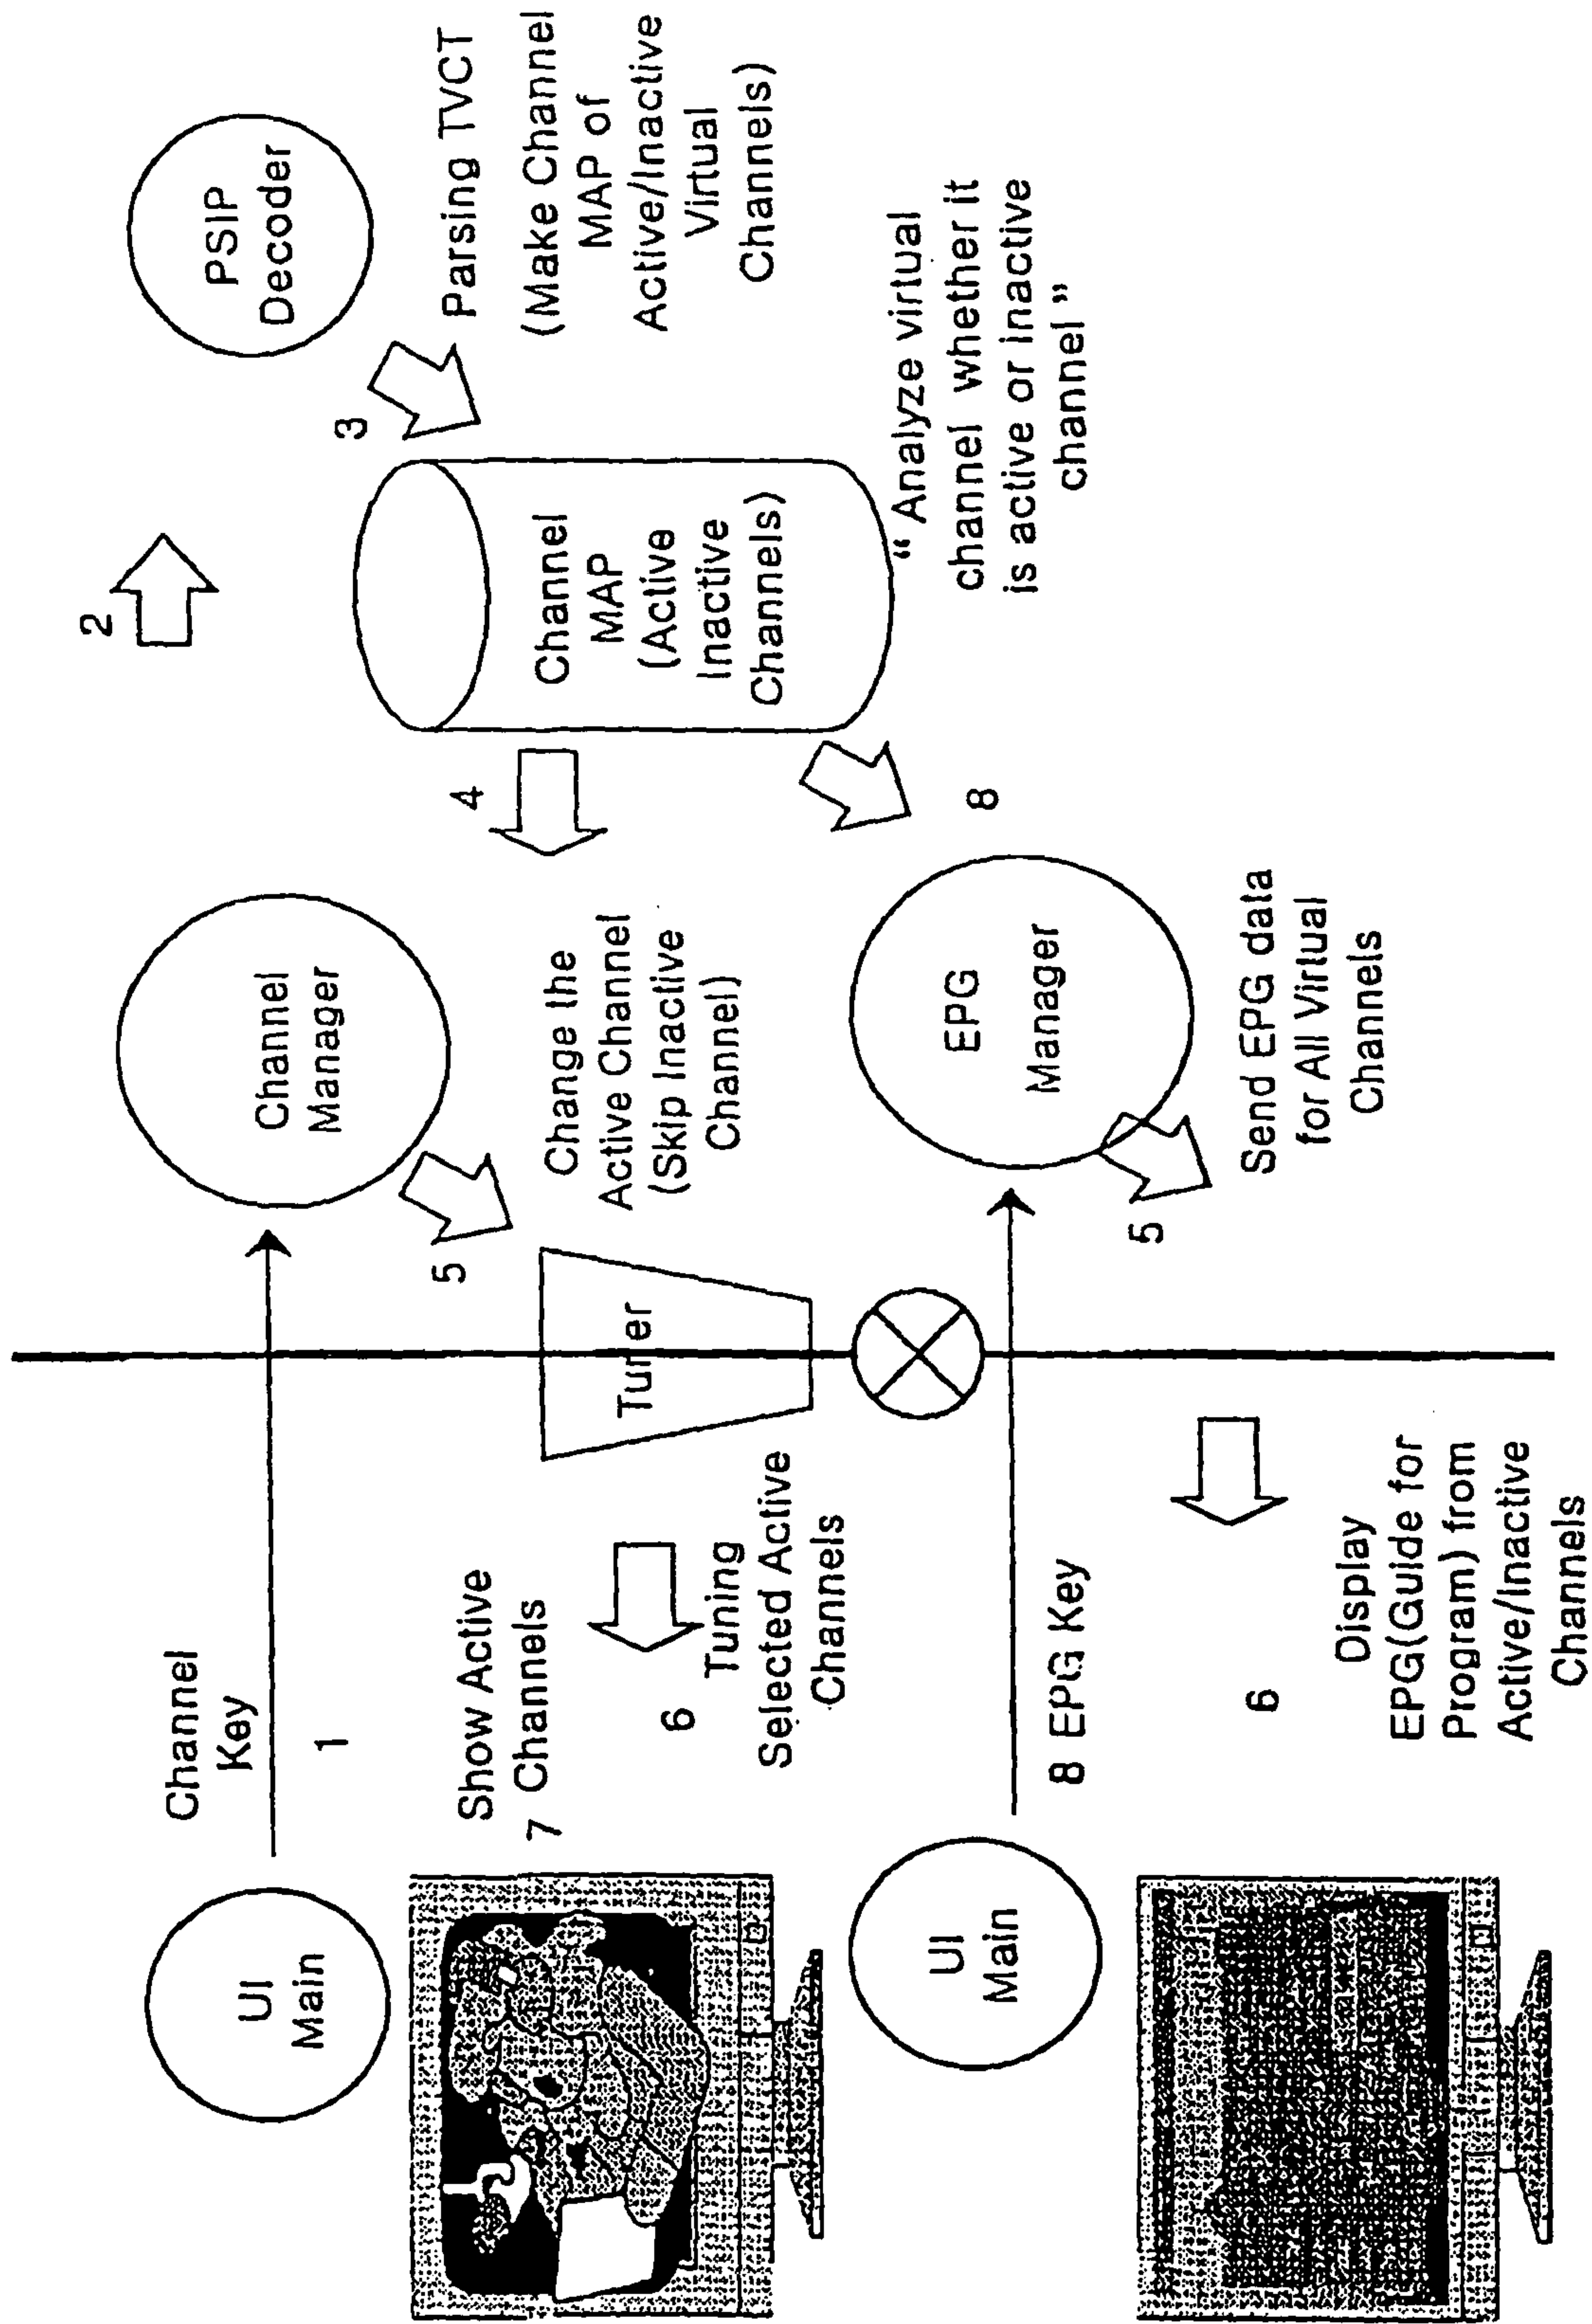 2
PSIP
Decoder
3
Parsing TVCT
(Make Channel
MAP of
Active/Inactive
Virtual
Channels)
Channel
MAP
(Active
Inactive
Channels)
“ Analyze virtual
channel whether it
is active or inactive
channel ”
4
8
Channel
Manager
Change the
Active Channel
(Skip Inactive
Channel)
5
EPG
Manager
Send EPG data
for All Virtual
Channels
5
Tuner
Channel
Key
1
Show Active
7 Channels
6
Tuning
Selected Active
Channels
8 EPG Key
6
Display
EPG(Guide for
Program) from
Active/Inactive
Channels
UI
Main
UI
Main